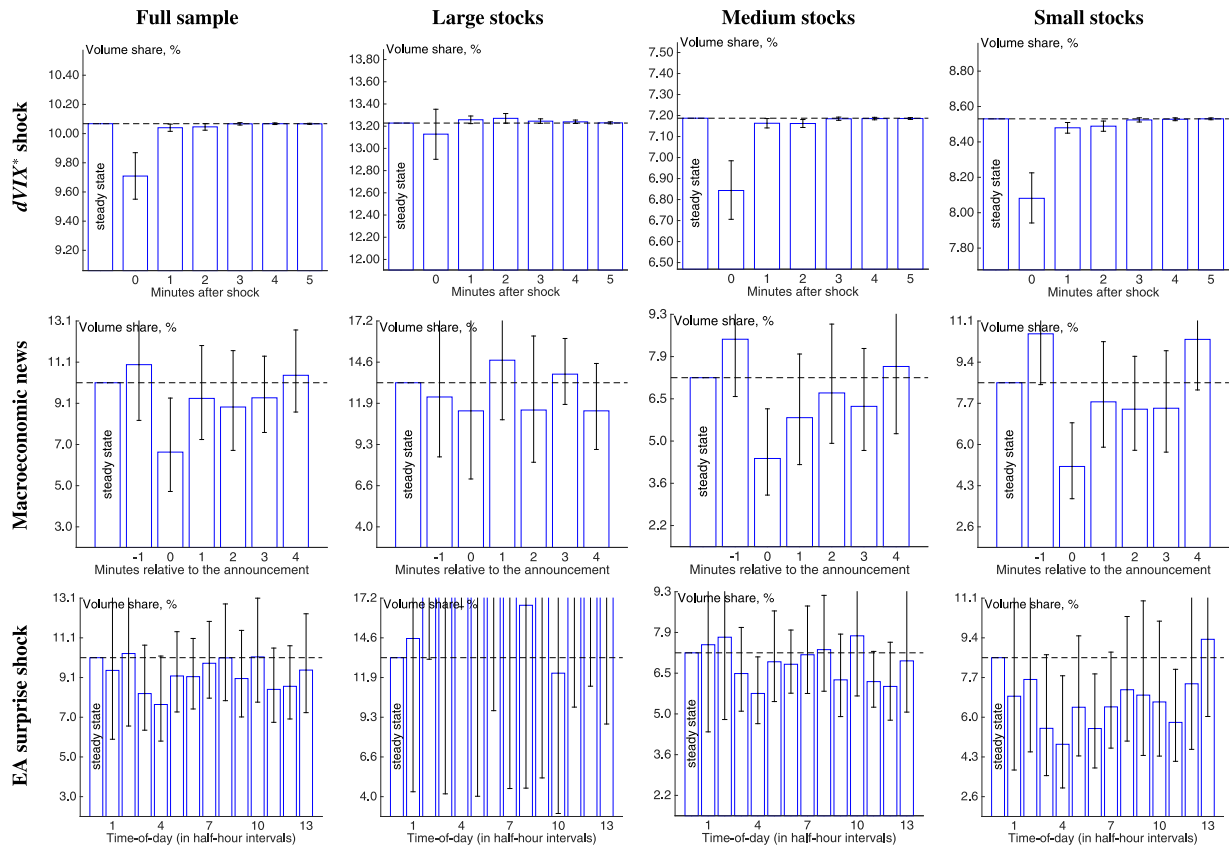 Full sample Large stocks Medium stocks Small stocks
dVIX* shock
Volume share, %
10.40
10.20
10.00
9.80
9.60
9.40
9.20
steady state
0 1 2 3 4 5
Minutes after shock
Volume share, %
13.80
13.60
13.40
13.20
13.00
12.80
12.60
12.40
12.20
12.00
steady state
0 1 2 3 4 5
Minutes after shock
Volume share, %
7.50
7.40
7.30
7.20
7.10
7.00
6.90
6.80
6.70
6.60
6.50
steady state
0 1 2 3 4 5
Minutes after shock
Volume share, %
8.80
8.60
8.40
8.20
8.00
7.80
steady state
0 1 2 3 4 5
Minutes after shock
Macroeconomic news
Volume share, %
13.1
11.1
9.1
7.0
5.0
3.0
steady state
-1 0 1 2 3 4
Minutes relative to the announcement
Volume share, %
17.2
14.6
11.9
9.3
6.6
4.0
steady state
-1 0 1 2 3 4
Minutes relative to the announcement
Volume share, %
9.3
7.9
6.5
5.0
3.6
2.2
steady state
-1 0 1 2 3 4
Minutes relative to the announcement
Volume share, %
11.1
9.4
7.7
6.0
4.3
2.6
steady state
-1 0 1 2 3 4
Minutes relative to the announcement
EA surprise shock
Volume share, %
13.1
11.1
9.1
7.0
5.0
3.0
steady state
1 4 7 10 13
Time-of-day (in half-hour intervals)
Volume share, %
17.2
14.6
11.9
9.3
6.6
4.0
steady state
1 4 7 10 13
Time-of-day (in half-hour intervals)
Volume share, %
9.3
7.9
6.5
5.0
3.6
2.2
steady state
1 4 7 10 13
Time-of-day (in half-hour intervals)
Volume share, %
11.1
9.4
7.7
6.0
4.3
2.6
steady state
1 4 7 10 13
Time-of-day (in half-hour intervals)